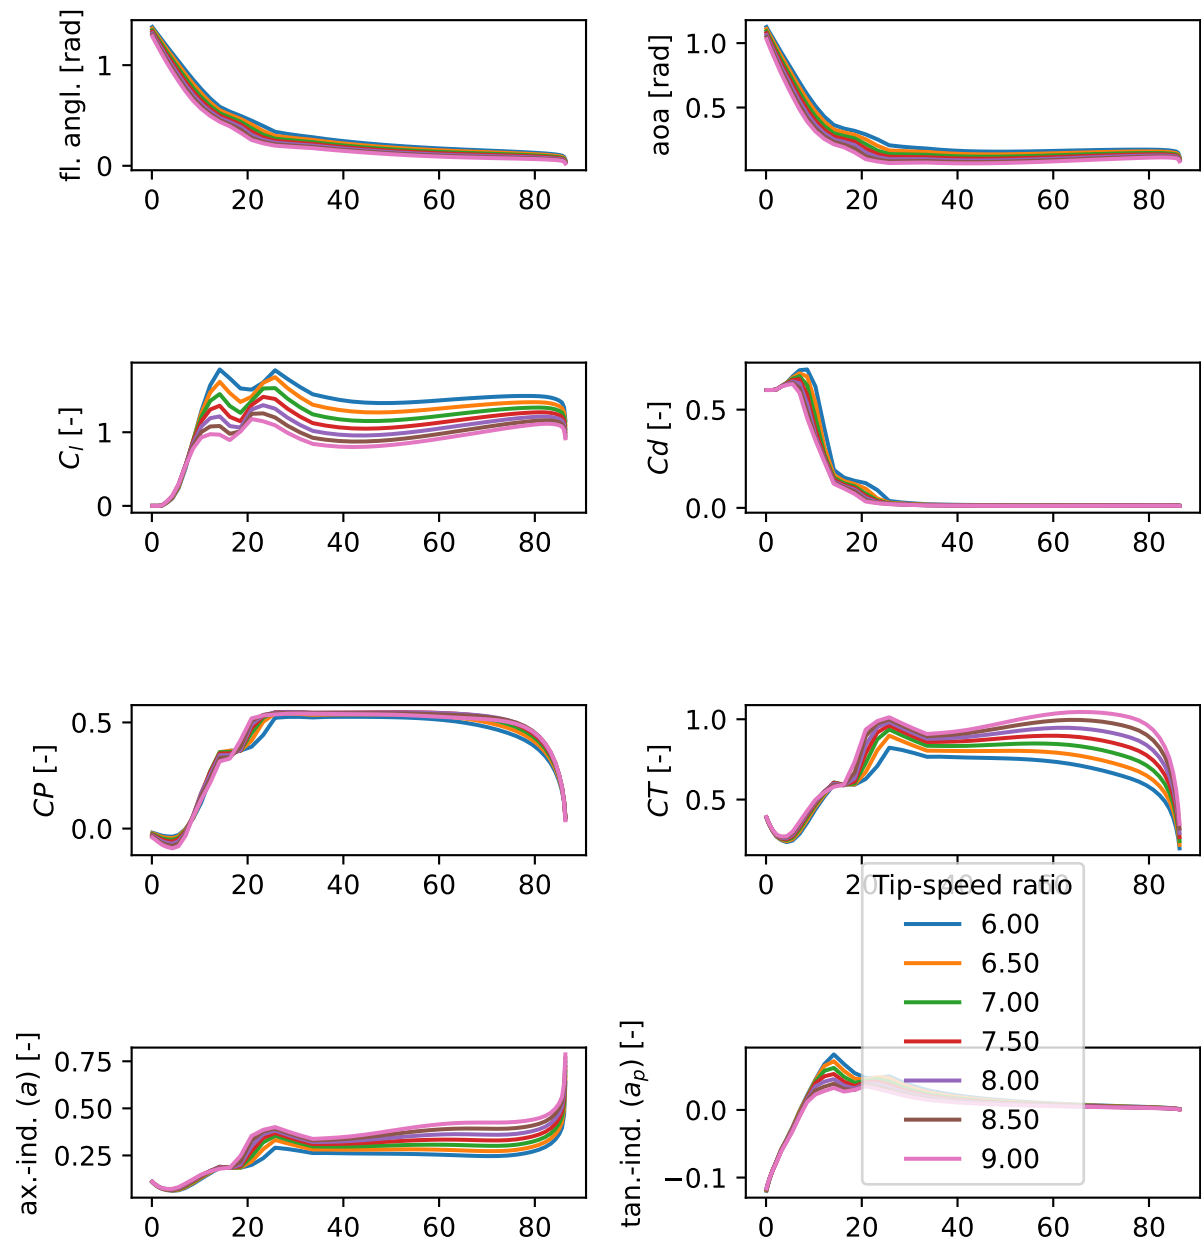 fl. angl. [rad]
1
0
0 20 40 60 80
aoa [rad]
1.0
0.5
0 20 40 60 80
C_l [-]
1
0
0 20 40 60 80
Cd [-]
0.5
0.0
0 20 40 60 80
CP [-]
0.5
0.0
0 20 40 60 80
CT [-]
1.0
0.5
0 20 40 60 80
Tip-speed ratio
6.00
6.50
7.00
7.50
8.00
8.50
9.00
ax.-ind. (a) [-]
0.75
0.50
0.25
0 20 40 60 80
tan.-ind. (a_p) [-]
0.0
−0.1
0 20 40 60 80